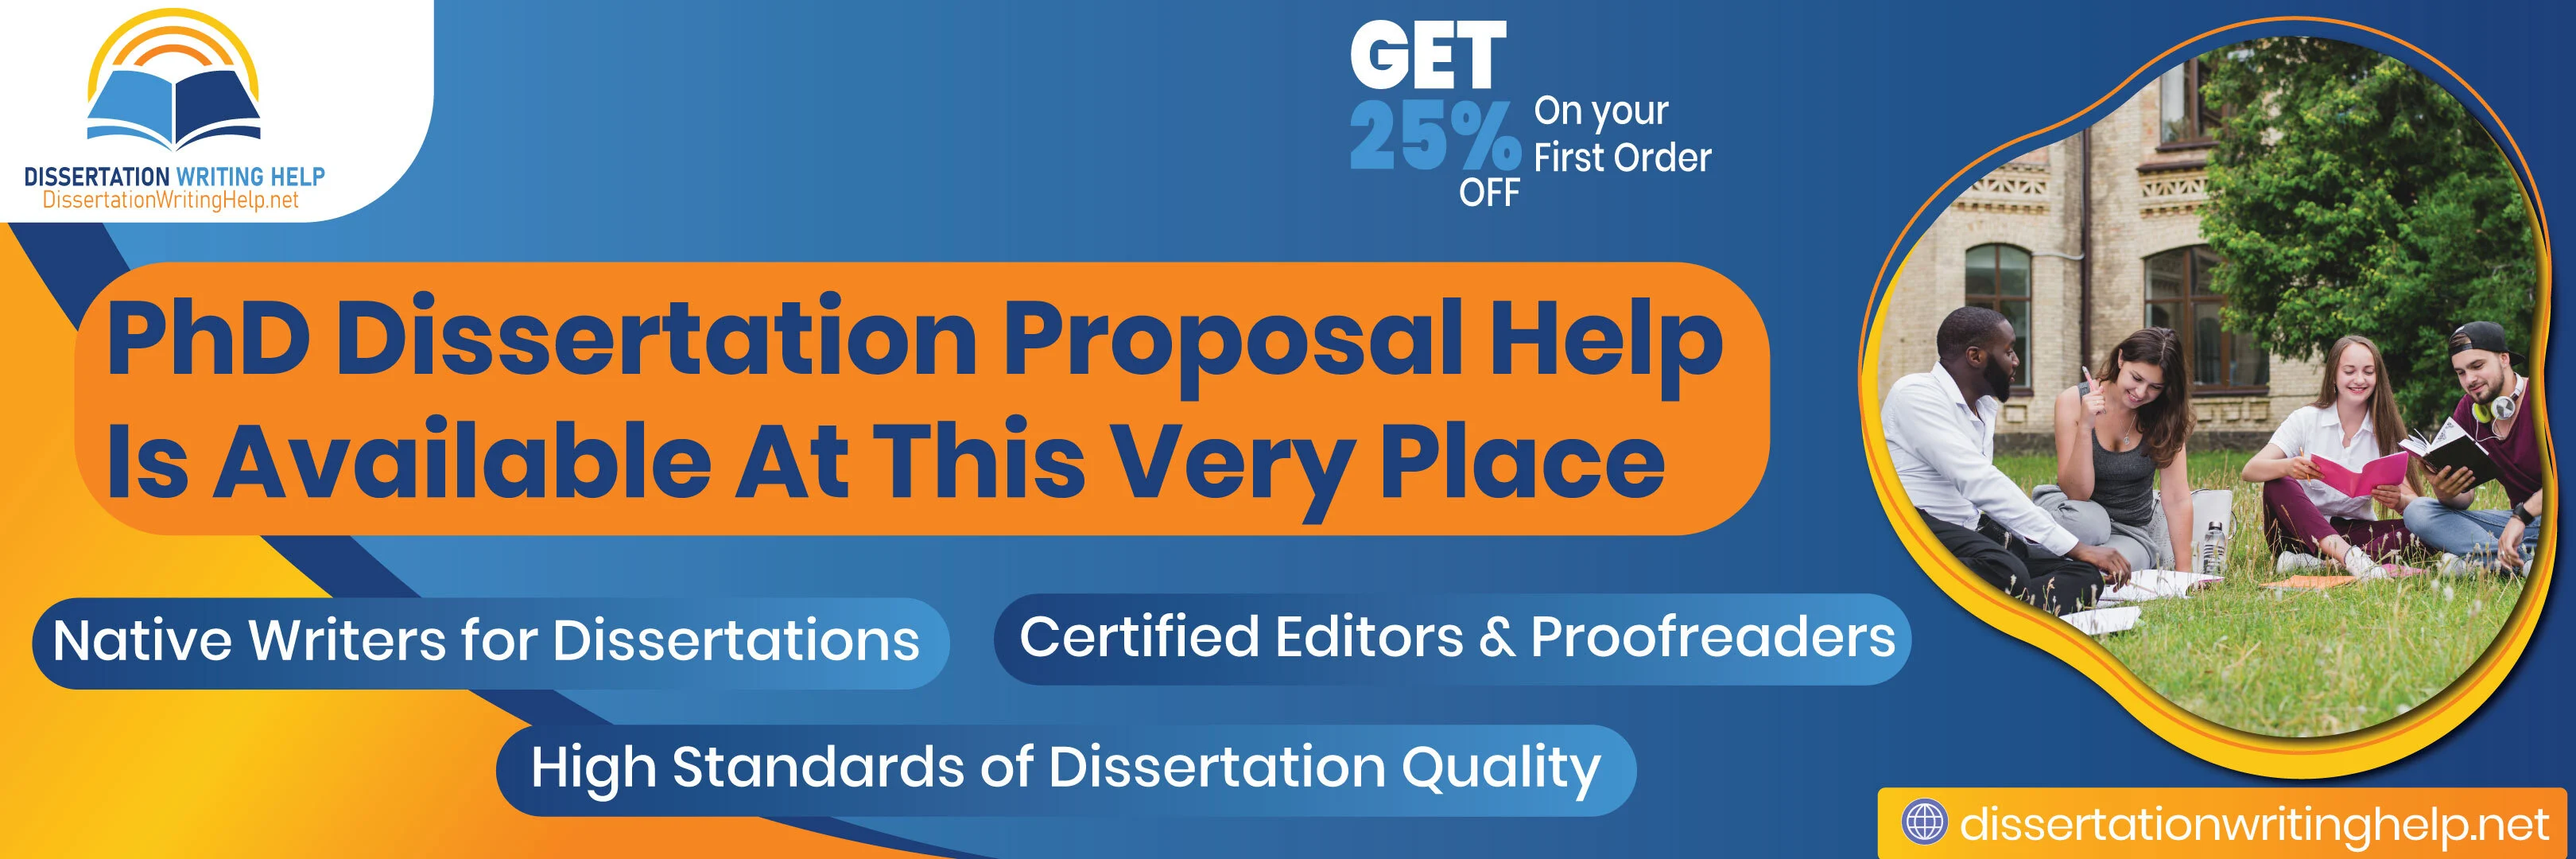 DISSERTATION WRITING HELP
DissertationWritingHelp.net
GET
25%
OFF
On your
First Order
PhD Dissertation Proposal Help
Is Available At This Very Place
Native Writers for Dissertations
Certified Editors & Proofreaders
High Standards of Dissertation Quality
dissertationwritinghelp.net